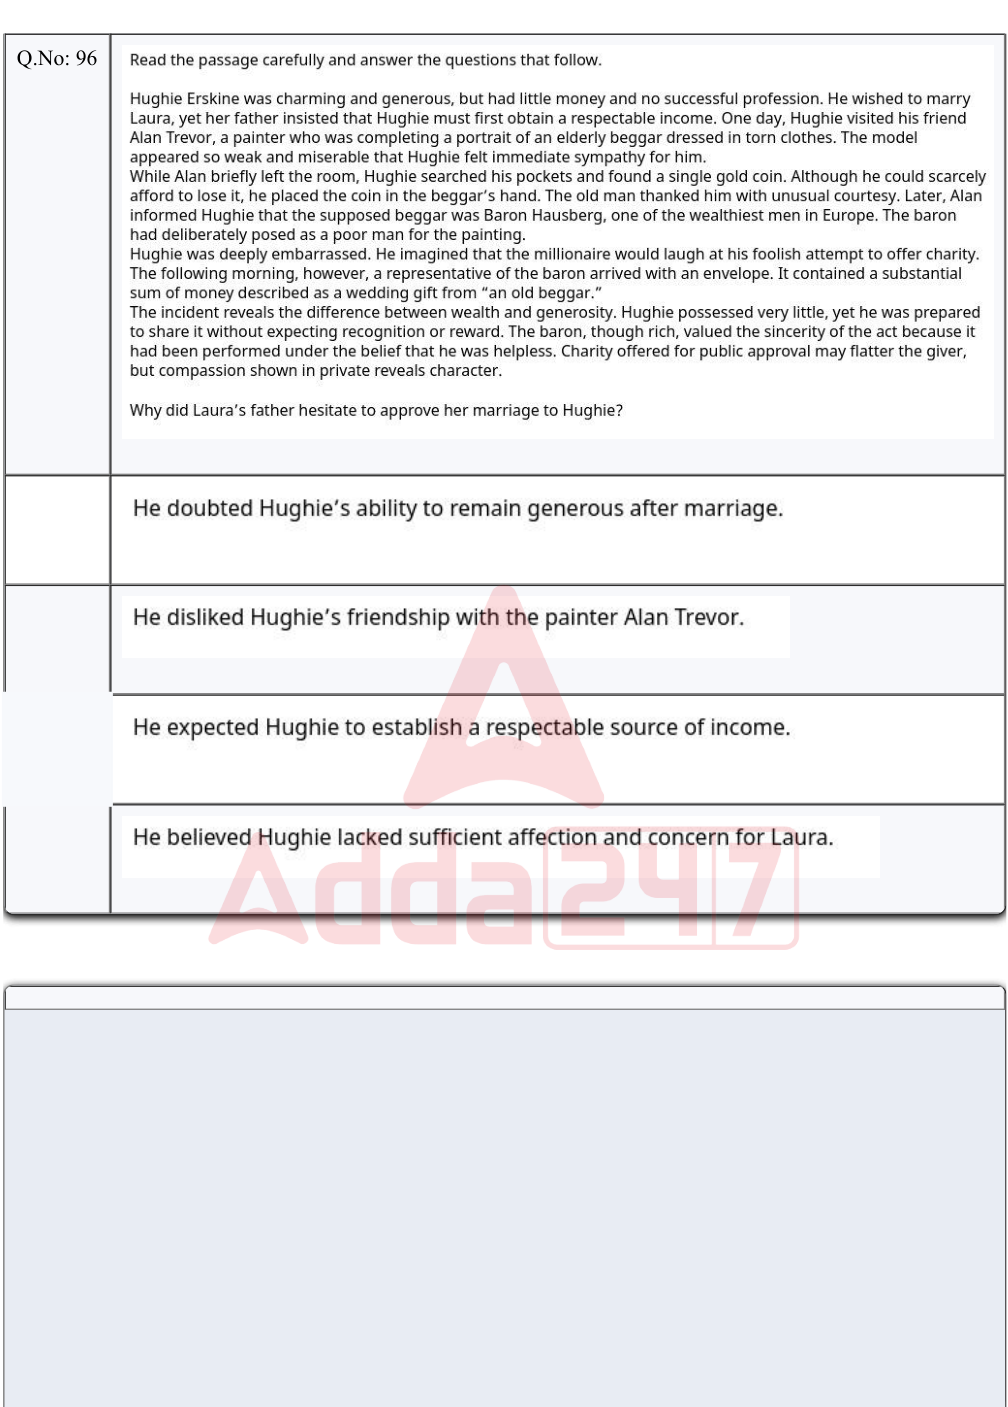 Q.No: 96
Read the passage carefully and answer the questions that follow.
Hughie Erskine was charming and generous, but had little money and no successful profession. He wished to marry
Laura, yet her father insisted that Hughie must first obtain a respectable income. One day, Hughie visited his friend
Alan Trevor, a painter who was completing a portrait of an elderly beggar dressed in torn clothes. The model
appeared so weak and miserable that Hughie felt immediate sympathy for him.
While Alan briefly left the room, Hughie searched his pockets and found a single gold coin. Although he could scarcely
afford to lose it, he placed the coin in the beggar’s hand. The old man thanked him with unusual courtesy. Later, Alan
informed Hughie that the supposed beggar was Baron Hausberg, one of the wealthiest men in Europe. The baron
had deliberately posed as a poor man for the painting.
Hughie was deeply embarrassed. He imagined that the millionaire would laugh at his foolish attempt to offer charity.
The following morning, however, a representative of the baron arrived with an envelope. It contained a substantial
sum of money described as a wedding gift from “an old beggar.”
The incident reveals the difference between wealth and generosity. Hughie possessed very little, yet he was prepared
to share it without expecting recognition or reward. The baron, though rich, valued the sincerity of the act because it
had been performed under the belief that he was helpless. Charity offered for public approval may flatter the giver,
but compassion shown in private reveals character.
Why did Laura’s father hesitate to approve her marriage to Hughie?
He doubted Hughie’s ability to remain generous after marriage.
He disliked Hughie’s friendship with the painter Alan Trevor.
He expected Hughie to establish a respectable source of income.
He believed Hughie lacked sufficient affection and concern for Laura.
Adda247